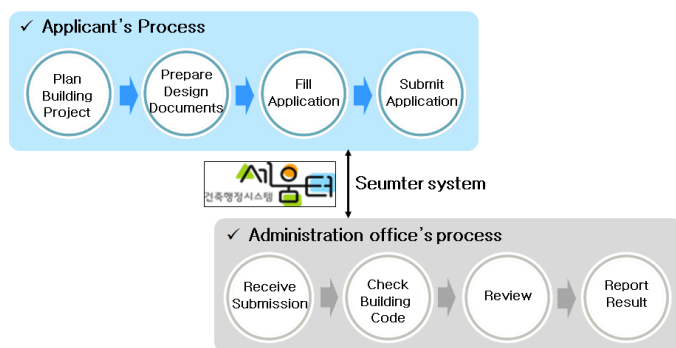 ✓ Applicant's Process
Plan
Building
Project
Prepare
Design
Documents
Fill
Application
Submit
Application
세움터
건축행정시스템
Seumter system
✓ Administration office's process
Receive
Submission
Check
Building
Code
Review
Report
Result